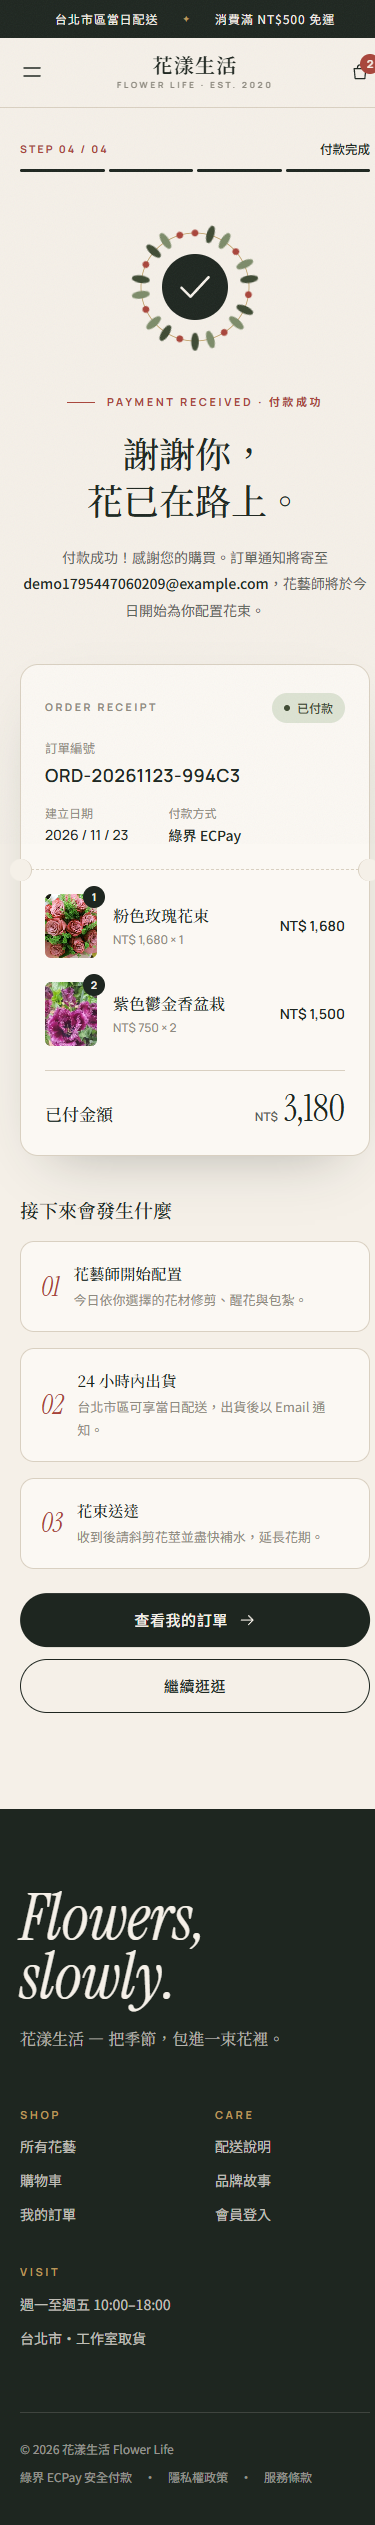 台北市區當日配送 ✦ 消費滿 NT$500 免運
花漾生活
2
FLOWER LIFE · EST. 2020
STEP 04 / 04 付款完成
PAYMENT RECEIVED · 付款成功
謝謝你，
花已在路上。
付款成功！感謝您的購買。訂單通知將寄至
demo1795447060209@example.com，花藝師將於今
日開始為你配置花束。
ORDER RECEIPT 已付款
訂單編號
ORD-20261123-994C3
建立日期 付款方式
2026 / 11 / 23 綠界 ECPay
1
粉色玫瑰花束
NT$ 1,680
NT$ 1,680 × 1
2
紫色鬱金香盆栽
NT$ 1,500
NT$ 750 × 2
已付金額 NT$ 3,180
接下來會發生什麼
01 花藝師開始配置
今日依你選擇的花材修剪、醒花與包紮。
02 24 小時內出貨
台北市區可享當日配送，出貨後以 Email 通
知。
03 花束送達
收到後請斜剪花莖並盡快補水，延長花期。
查看我的訂單 →
繼續逛逛
Flowers,
slowly.
花漾生活 — 把季節，包進一束花裡。
SHOP CARE
所有花藝 配送說明
購物車 品牌故事
我的訂單 會員登入
VISIT
週一至週五 10:00–18:00
台北市・工作室取貨
© 2026 花漾生活 Flower Life
綠界 ECPay 安全付款 • 隱私權政策 • 服務條款